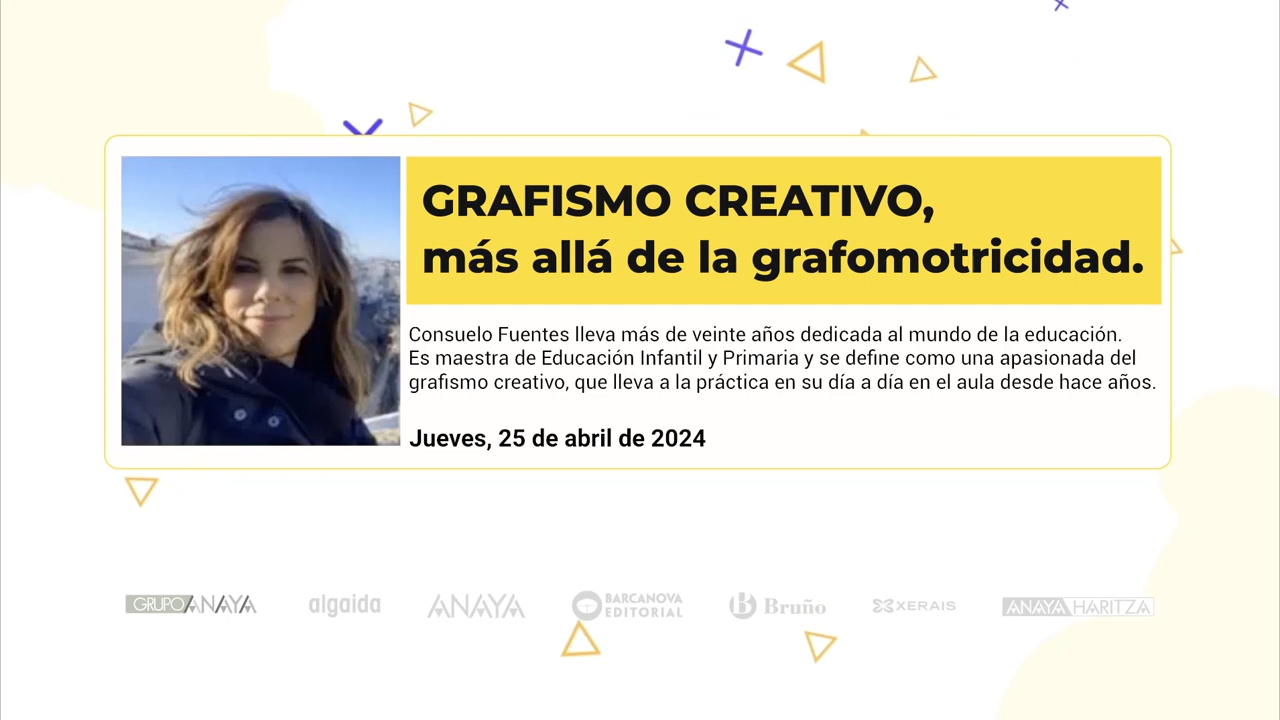 GRAFISMO CREATIVO,
más allá de la grafomotricidad.
Consuelo Fuentes lleva más de veinte años dedicada al mundo de la educación.
Es maestra de Educación Infantil y Primaria y se define como una apasionada del
grafismo creativo, que lleva a la práctica en su día a día en el aula desde hace años.
Jueves, 25 de abril de 2024
GRUPO ANAYA
algaida
ANAYA
BARCANOVA
EDITORIAL
B Bruño
XERAIS
ANAYA HARITZA